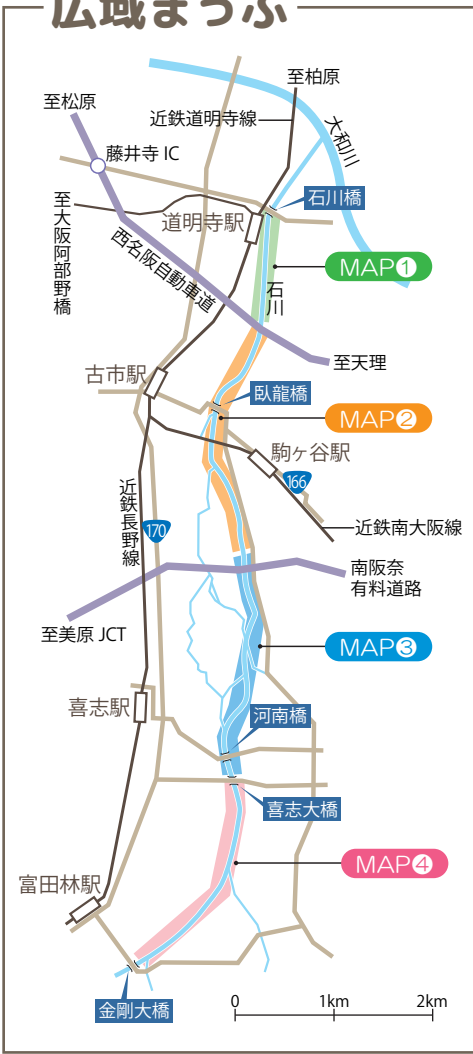 広域まっぷ
至柏原
至松原
近鉄道明寺線
大和川
藤井寺 IC
石川橋
至大阪阿部野橋
道明寺駅
西名阪自動車道
石川
MAP❶
至天理
古市駅
臥龍橋
MAP❷
駒ヶ谷駅
166
近鉄長野線
170
近鉄南大阪線
南阪奈
有料道路
至美原 JCT
MAP❸
喜志駅
河南橋
喜志大橋
MAP❹
富田林駅
金剛大橋
0 1km 2km